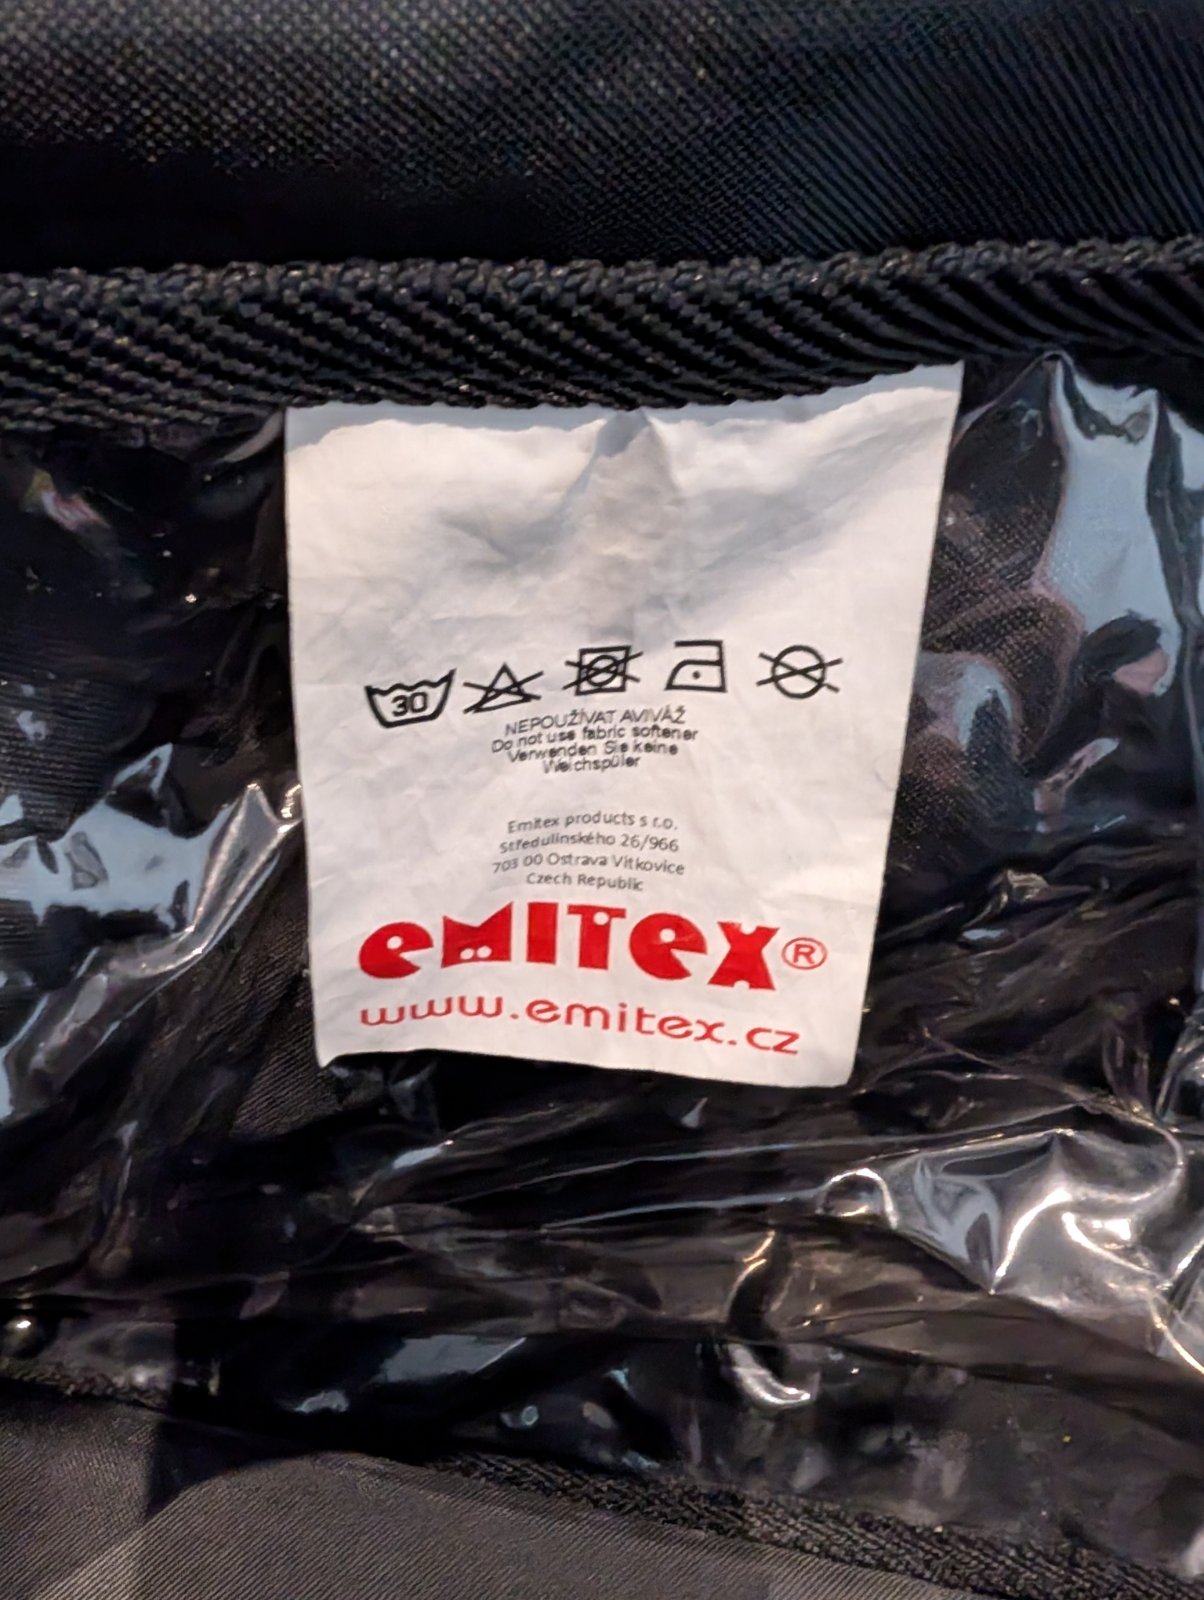 30
NEPOUŽÍVAT AVIVÁŽ
Do not use fabric softener
Verwenden Sie keine
Weichspüler
Emitex products s r.o.
Středulinského 26/966
703 00 Ostrava Vítkovice
Czech Republic
emitex®
www.emitex.cz